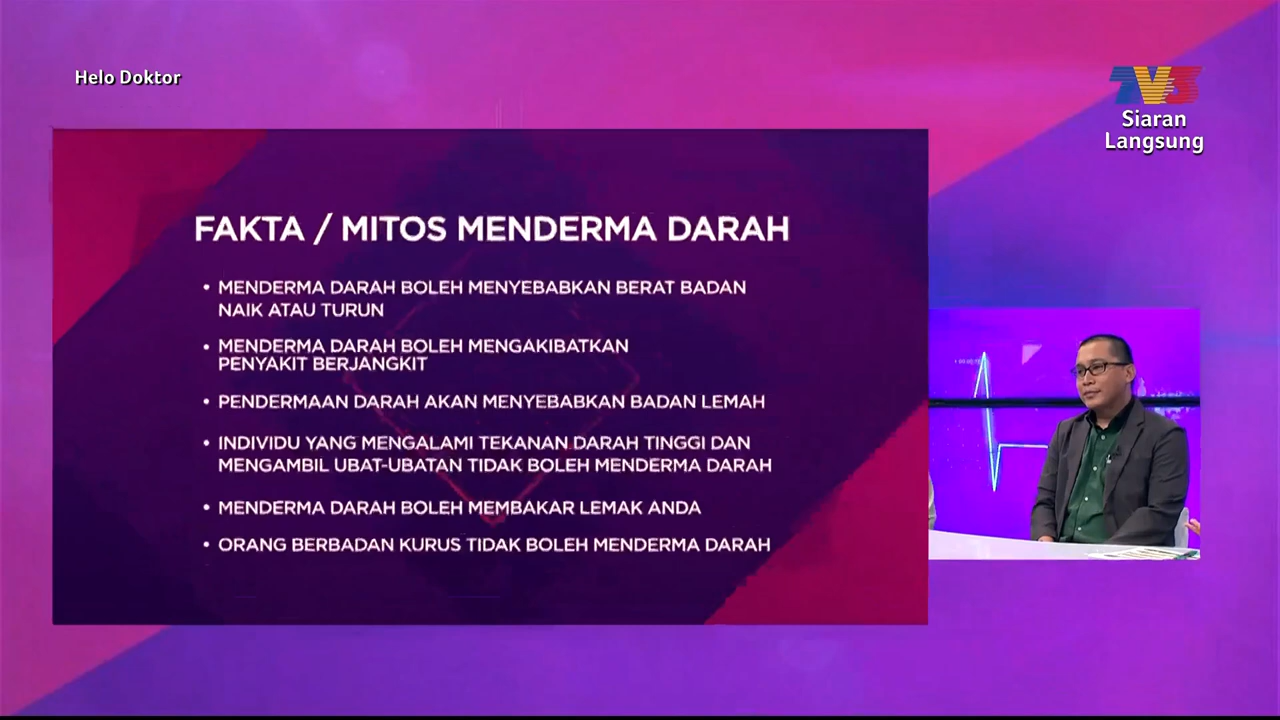 Helo Doktor
TV3
Siaran
Langsung
FAKTA / MITOS MENDERMA DARAH
• MENDERMA DARAH BOLEH MENYEBABKAN BERAT BADAN
NAIK ATAU TURUN
• MENDERMA DARAH BOLEH MENGAKIBATKAN
PENYAKIT BERJANGKIT
• PENDERMAAN DARAH AKAN MENYEBABKAN BADAN LEMAH
• INDIVIDU YANG MENGALAMI TEKANAN DARAH TINGGI DAN
MENGAMBIL UBAT-UBATAN TIDAK BOLEH MENDERMA DARAH
• MENDERMA DARAH BOLEH MEMBAKAR LEMAK ANDA
• ORANG BERBADAN KURUS TIDAK BOLEH MENDERMA DARAH